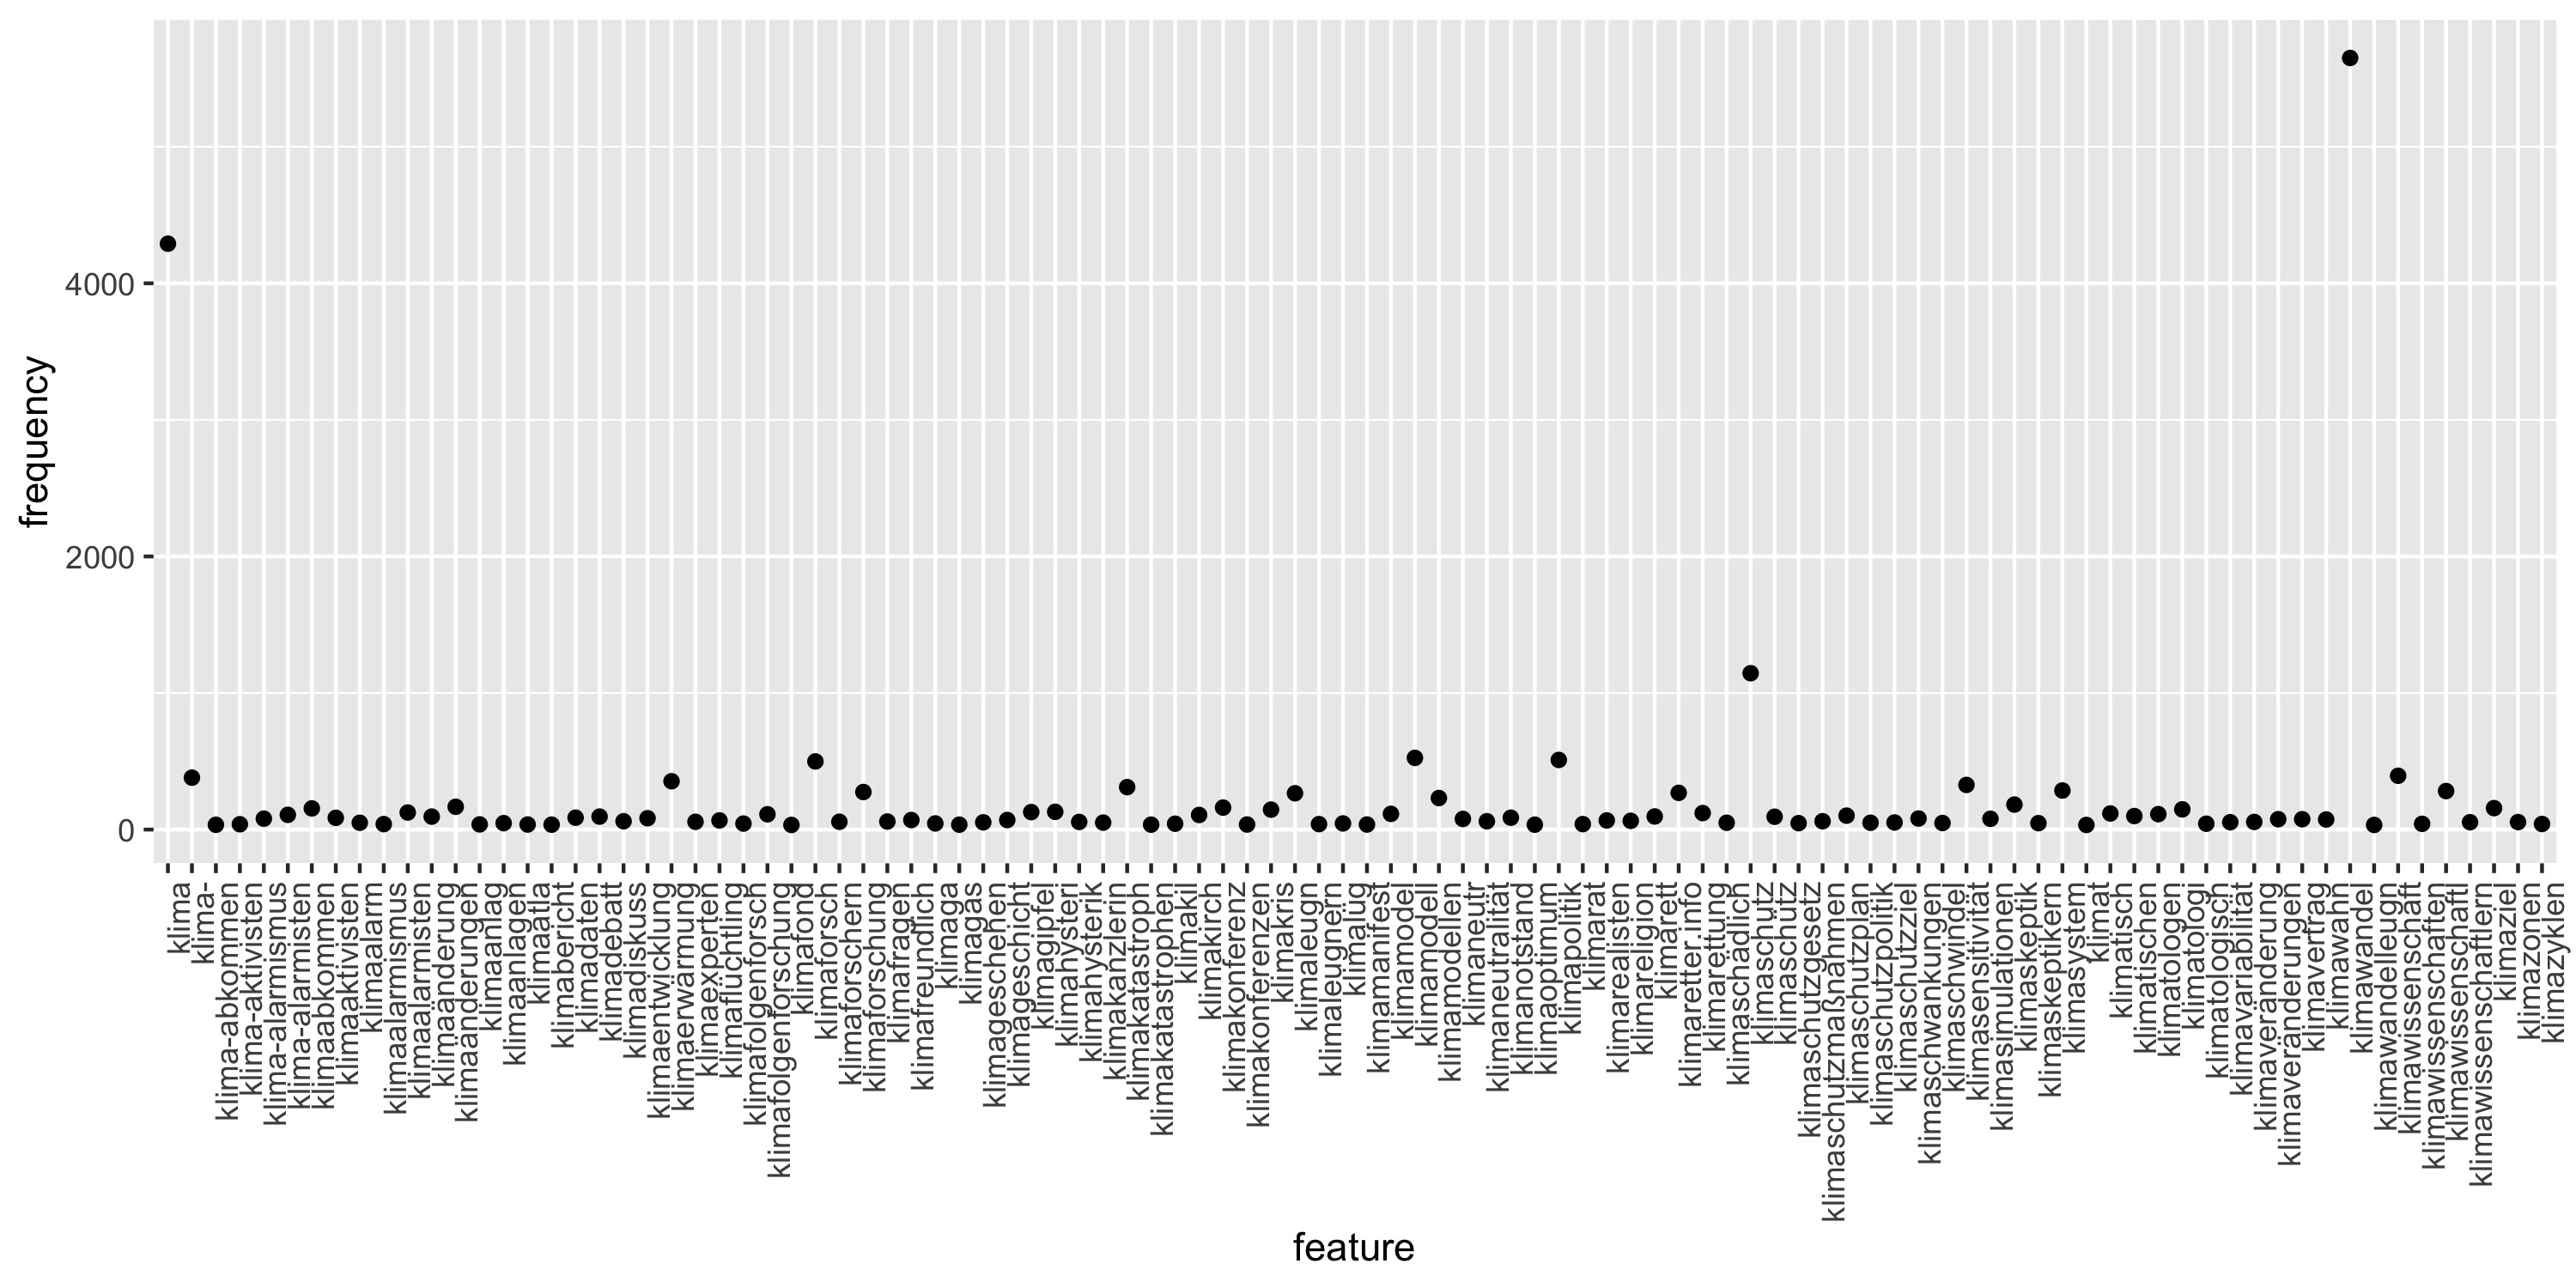 frequency
4000
2000
0
klima
klima-
klima-abkommen
klima-aktivisten
klima-alarmismus
klima-alarmisten
klimaabkommen
klimaaktivisten
klimaalarm
klimaalarmismus
klimaalarmisten
klimaänderung
klimaänderungen
klimaanlag
klimaanlagen
klimaatla
klimabericht
klimadaten
klimadebatt
klimadiskuss
klimaentwicklung
klimaerwärmung
klimaexperten
klimaflüchtling
klimafolgenforsch
klimafolgenforschung
klimafond
klimaforsch
klimaforschern
klimaforschung
klimafragen
klimafreundlich
klimaga
klimagas
klimageschehen
klimageschicht
klimagipfel
klimahysteri
klimahysterik
klimakanzlerin
klimakatastroph
klimakatastrophen
klimakil
klimakirch
klimakonferenz
klimakonferenzen
klimakris
klimaleugn
klimaleugnern
klimalüg
klimamanifest
klimamodel
klimamodell
klimamodellen
klimaneutr
klimaneutralität
klimanotstand
klimaoptimum
klimapolitik
klimarat
klimarealisten
klimareligion
klimarett
klimaretter.info
klimarettung
klimaschädlich
klimaschutz
klimaschütz
klimaschutzgesetz
klimaschutzmaßnahmen
klimaschutzplan
klimaschutzpolitik
klimaschutzziel
klimaschwankungen
klimaschwindel
klimasensitivität
klimasimulationen
klimaskeptik
klimaskeptikern
klimasystem
klimat
klimatisch
klimatischen
klimatologen
klimatologi
klimatologisch
klimavariabilität
klimaveränderung
klimaveränderungen
klimavertrag
klimawahn
klimawandel
klimawandelleugn
klimawissenschaft
klimawissenschaften
klimawissenschaftl
klimawissenschaftlern
klimaziel
klimazonen
klimazyklen
feature